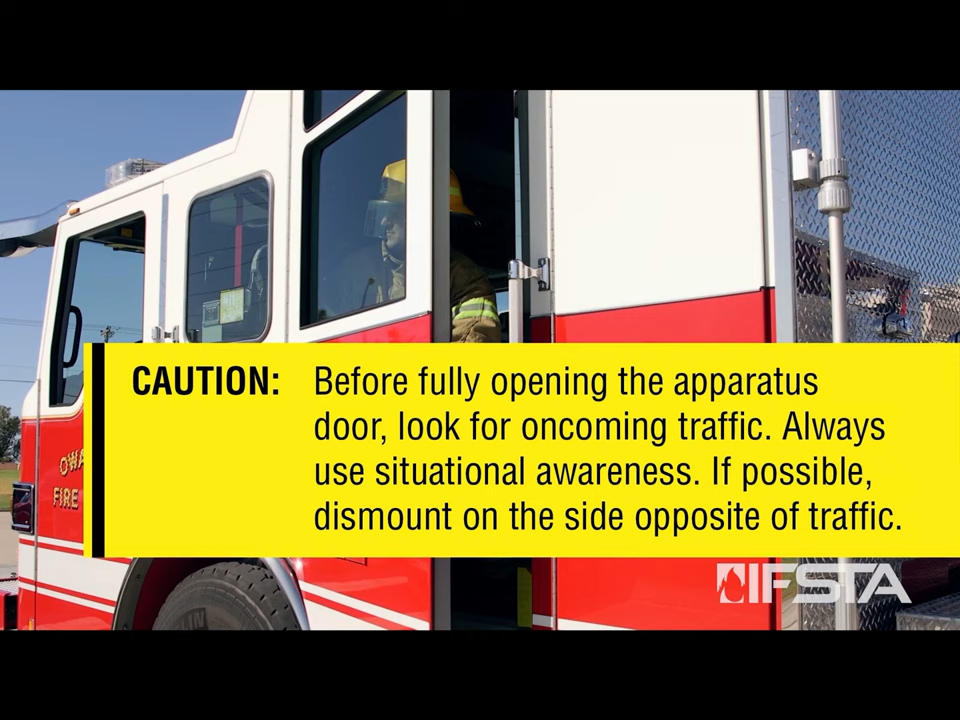 CAUTION: Before fully opening the apparatus
door, look for oncoming traffic. Always
use situational awareness. If possible,
dismount on the side opposite of traffic.
FIRE
IFSTA